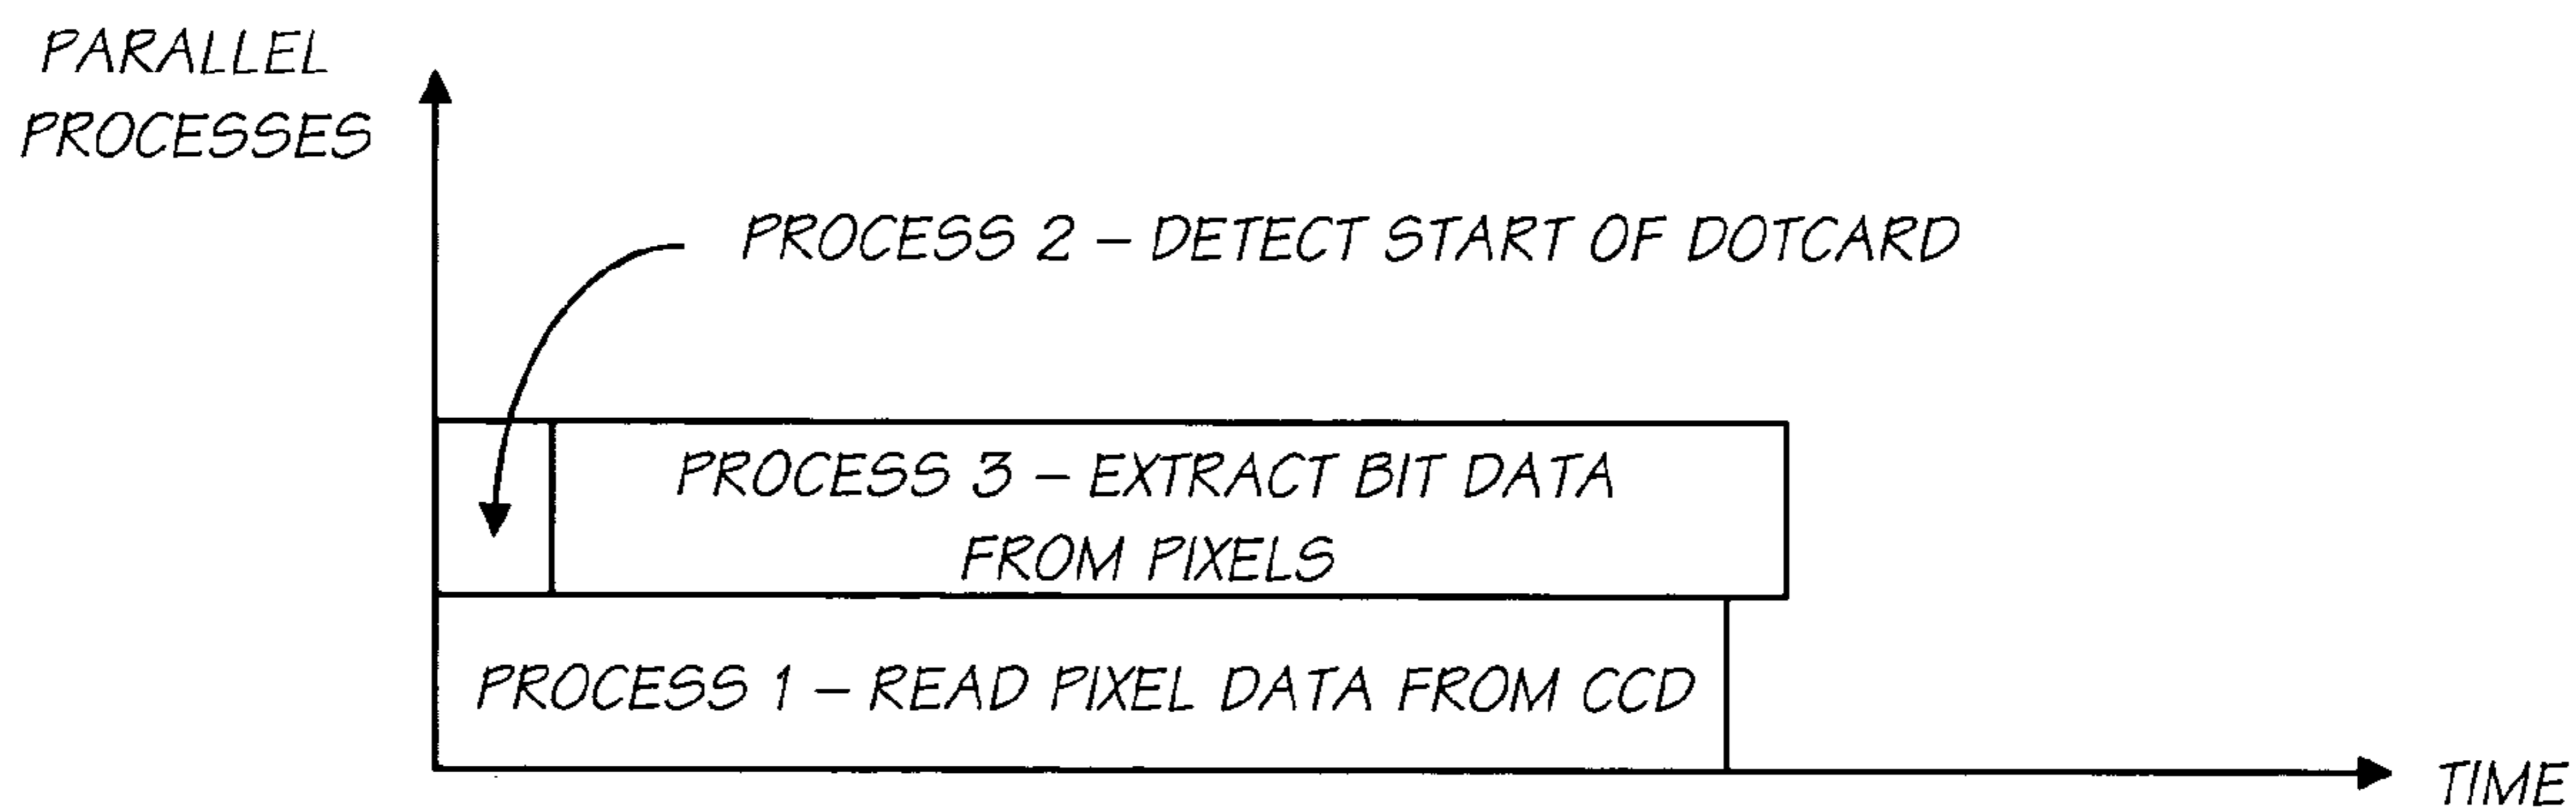 PARALLEL
PROCESSES
PROCESS 2 – DETECT START OF DOTCARD
PROCESS 3 – EXTRACT BIT DATA
FROM PIXELS
PROCESS 1 – READ PIXEL DATA FROM CCD
TIME